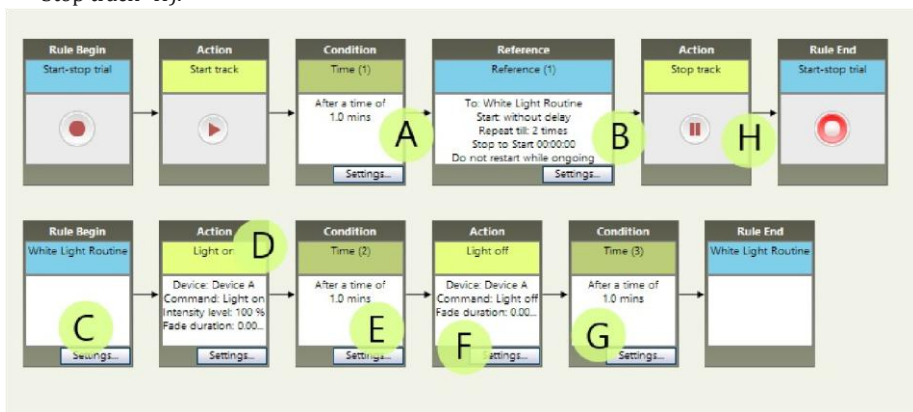 Stop track - H).
Rule Begin
Start-stop trial
Action
Start track
Condition
Time (1)
After a time of
1.0 mins
Settings...
A
Reference
Reference (1)
To: White Light Routine
Start: without delay
Repeat till: 2 times
Stop to Start 00:00:00
Do not restart while ongoing
Settings...
B
Action
Stop track
H
Rule End
Start-stop trial
Rule Begin
White Light Routine
C
Settings...
Action
Light on
D
Device: Device A
Command: Light on
Intensity level: 100 %
Fade duration: 0.00...
Settings...
Condition
Time (2)
After a time of
1.0 mins
E
Settings...
Action
Light off
Device: Device A
Command: Light off
Fade duration: 0.00...
F
Settings...
Condition
Time (3)
After a time of
1.0 mins
G
Settings...
Rule End
White Light Routine